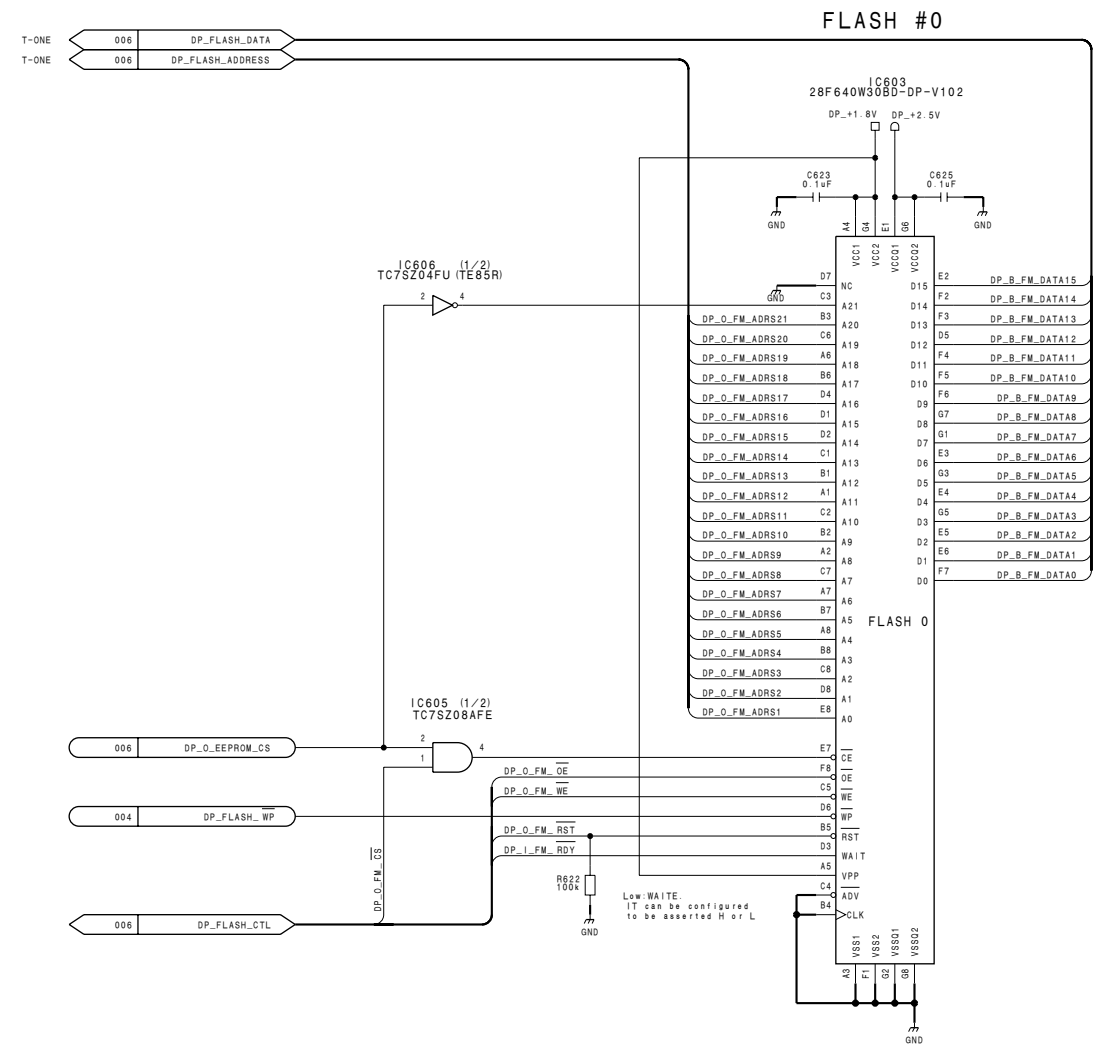 FLASH #0
T-ONE 006 DP_FLASH_DATA
T-ONE 006 DP_FLASH_ADDRESS
IC603
28F640W30BD-DP-V102
DP_+1.8V DP_+2.5V
C623
0.1uF
C625
0.1uF
GND
GND
A4 G4 E1 G6
VCC1 VCC2 VCCQ1 VCCQ2
IC606 (1/2)
TC7SZ04FU(TE85R)
2 4
GND
D7 NC
C3 A21
DP_O_FM_ADRS21 B3 A20
DP_O_FM_ADRS20 C6 A19
DP_O_FM_ADRS19 A6 A18
DP_O_FM_ADRS18 B6 A17
DP_O_FM_ADRS17 D4 A16
DP_O_FM_ADRS16 D1 A15
DP_O_FM_ADRS15 D2 A14
DP_O_FM_ADRS14 C1 A13
DP_O_FM_ADRS13 B1 A12
DP_O_FM_ADRS12 A1 A11
DP_O_FM_ADRS11 C2 A10
DP_O_FM_ADRS10 B2 A9
DP_O_FM_ADRS9 A2 A8
DP_O_FM_ADRS8 C7 A7
DP_O_FM_ADRS7 A7 A6
DP_O_FM_ADRS6 B7 A5
DP_O_FM_ADRS5 A8 A4
DP_O_FM_ADRS4 B8 A3
DP_O_FM_ADRS3 C8 A2
DP_O_FM_ADRS2 D8 A1
DP_O_FM_ADRS1 E8 A0
D15 E2 DP_B_FM_DATA15
D14 F2 DP_B_FM_DATA14
D13 F3 DP_B_FM_DATA13
D12 D5 DP_B_FM_DATA12
D11 F4 DP_B_FM_DATA11
D10 F5 DP_B_FM_DATA10
D9 F6 DP_B_FM_DATA9
D8 G7 DP_B_FM_DATA8
D7 G1 DP_B_FM_DATA7
D6 E3 DP_B_FM_DATA6
D5 G3 DP_B_FM_DATA5
D4 E4 DP_B_FM_DATA4
D3 G5 DP_B_FM_DATA3
D2 E5 DP_B_FM_DATA2
D1 E6 DP_B_FM_DATA1
D0 F7 DP_B_FM_DATA0
FLASH 0
IC605 (1/2)
TC7SZ08AFE
2 1 4
006 DP_O_EEPROM_CS
004 DP_FLASH_WP
006 DP_FLASH_CTL
DP_O_FM_CS
E7 CE
DP_O_FM_OE F8 OE
DP_O_FM_WE C5 WE
D6 WP
DP_O_FM_RST B5 RST
DP_I_FM_RDY D3 WAIT
A5 VPP
C4 ADV
B4 CLK
R622
100k
GND
Low:WAITE.
IT can be configured
to be asserted H or L
VSS1 VSS2 VSSQ1 VSSQ2
A3 F1 G2 G8
GND